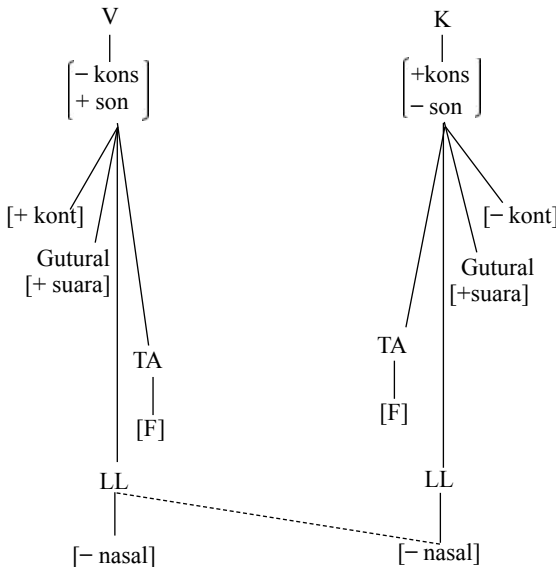 V K
[− kons [+kons
+ son] − son]
[+ kont] [− kont]
Gutural Gutural
[+ suara] [+suara]
TA TA
[F] [F]
LL LL
[− nasal] [− nasal]